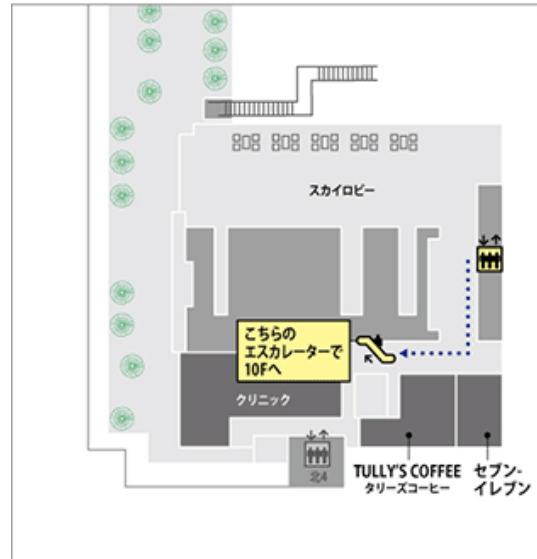 スカイロビー
こちらの
エスカレーターで
10Fへ
クリニック
TULLY'S COFFEE
タリーズコーヒー
セブン-
イレブン